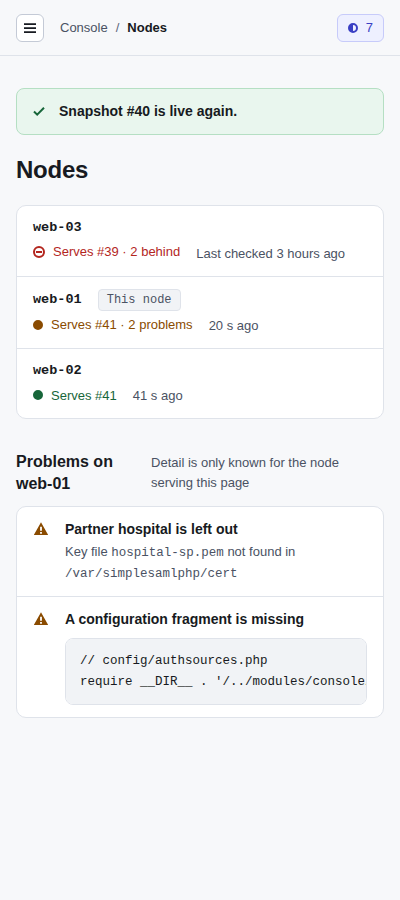 Console / Nodes
7
Snapshot #40 is live again.
Nodes
web-03
Serves #39 · 2 behind Last checked 3 hours ago
web-01 This node
Serves #41 · 2 problems 20 s ago
web-02
Serves #41 41 s ago
Problems on
web-01
Detail is only known for the node
serving this page
Partner hospital is left out
Key file hospital-sp.pem not found in
/var/simplesamlphp/cert
A configuration fragment is missing
// config/authsources.php
require __DIR__ . '/../modules/console